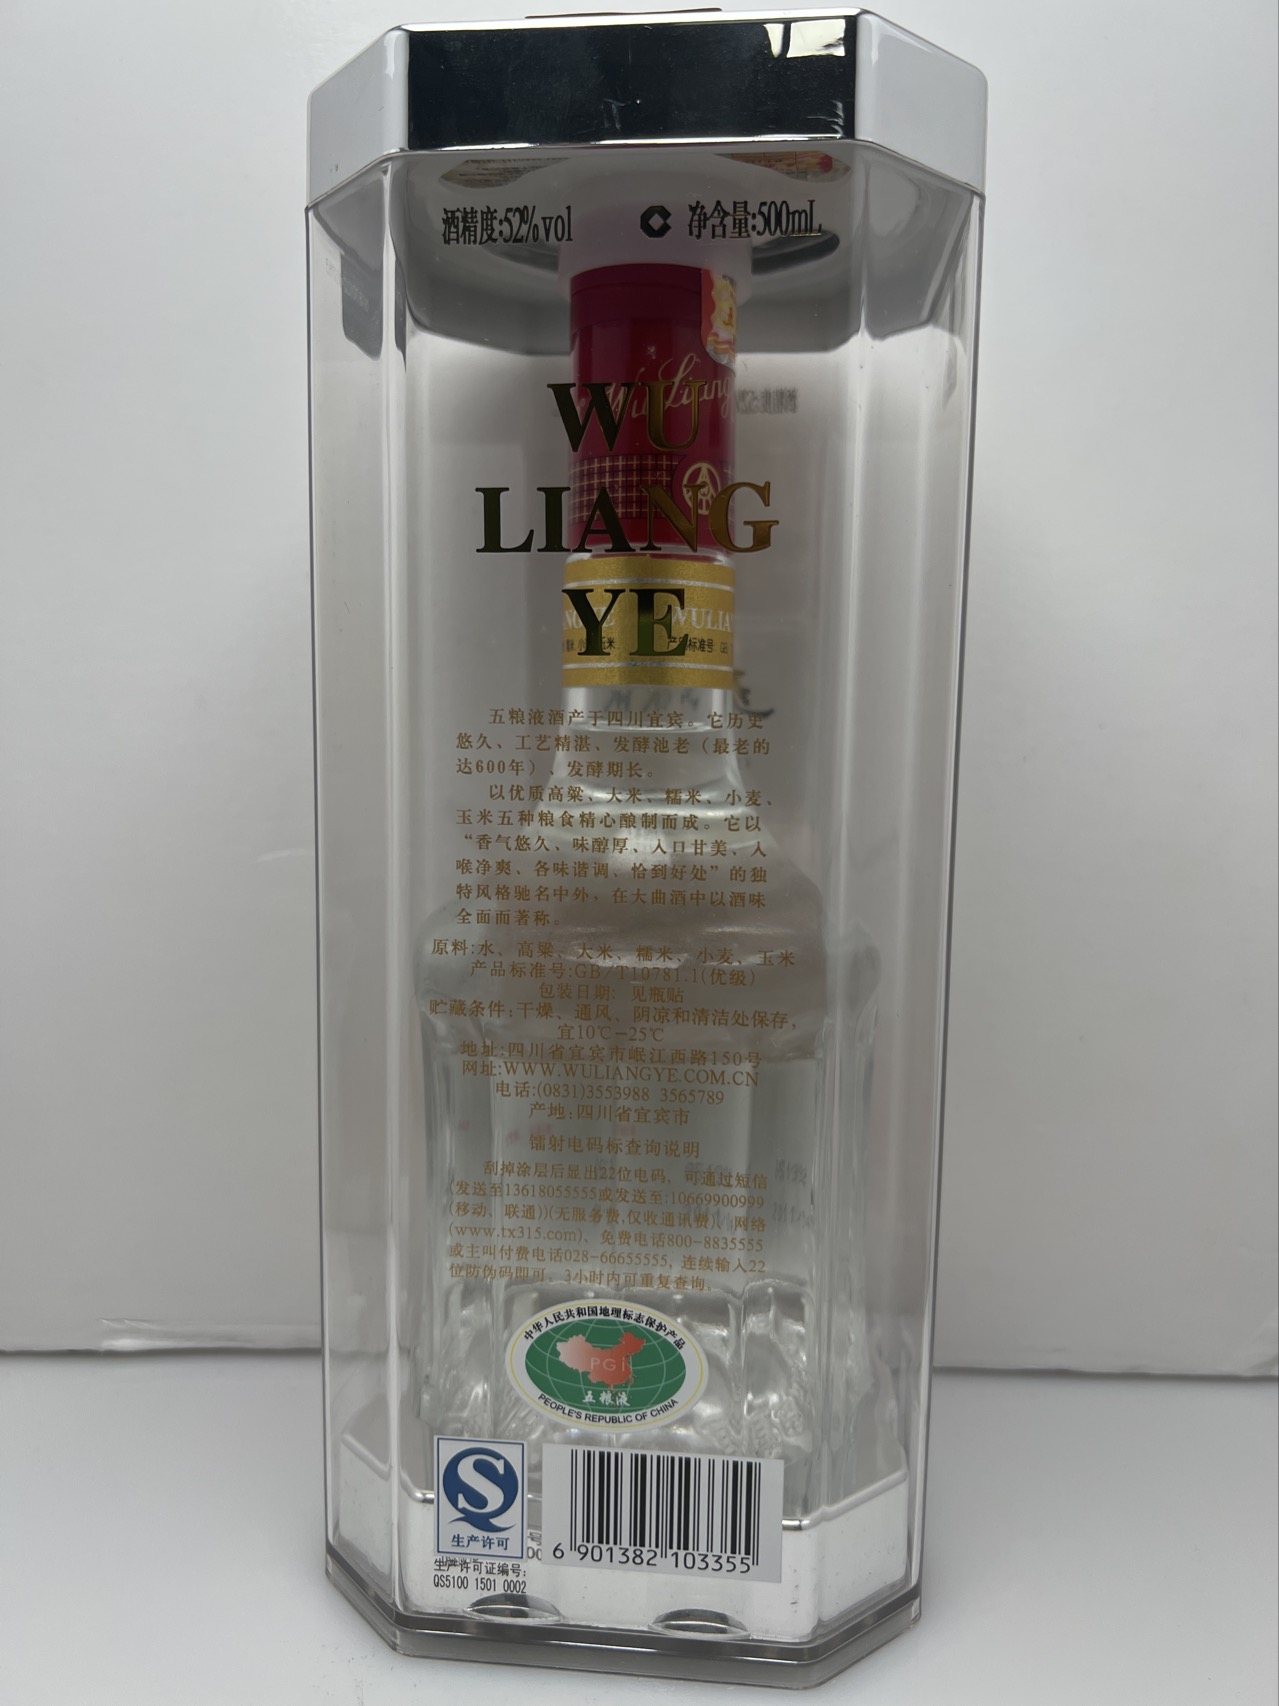 酒精度:52%vol
净含量:500mL
Wu Liang
WU
LIANG
YE
WULIA
产品标准号: GB
五粮液酒产于四川宜宾。它历史
悠久、工艺精湛、发酵池老（最老的
达600年）、发酵期长。
以优质高粱、大米、糯米、小麦、
玉米五种粮食精心酿制而成。它以
“香气悠久、味醇厚、入口甘美、入
喉净爽、各味谐调、恰到好处”的独
特风格驰名中外，在大曲酒中以酒味
全面而著称。
原料:水、高粱、大米、糯米、小麦、玉米
产品标准号:GB/T10781.1(优级)
包装日期: 见瓶贴
贮藏条件:干燥、通风、阴凉和清洁处保存，
宜10℃－25℃
地址:四川省宜宾市岷江西路150号
网址:WWW.WULIANGYE.COM.CN
电话:(0831)3553988 3565789
产地:四川省宜宾市
镭射电码标查询说明
刮掉涂层后显出22位电码，可通过短信
(发送至13618055555或发送至:10669900999
(移动、联通))(无服务费,仅收通讯费)、网络
(www.tx315.com)，免费电话800-8835555
或主叫付费电话028-66655555, 连续输入22
位防伪码即可。3小时内可重复查询。
中华人民共和国地理标志保护产品
PGI
五粮液
PEOPLE'S REPUBLIC OF CHINA
生产许可
生产许可证编号:
QS5100 1501 0002
6 901382 103355